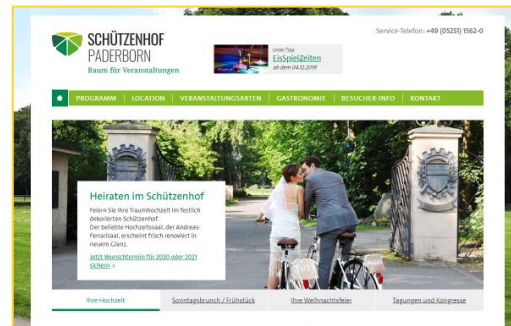 Service-Telefon: +49 (05251) 1562-0
SCHÜTZENHOF
PADERBORN
Raum für Veranstaltungen
Unser Tipp
EisSpielZeiten
ab dem 04.12.2019
PROGRAMM | LOCATION | VERANSTALTUNGSARTEN | GASTRONOMIE | BESUCHER-INFO | KONTAKT
Heiraten im Schützenhof
Feiern Sie Ihre Traumhochzeit im festlich
dekorierten Schützenhof.
Der beliebte Hochzeitssaal, der Andreas-
Ferrarisaal, erscheint frisch renoviert in
neuem Glanz.
Jetzt Wunschtermin für 2020 oder 2021
sichern >
Ihre Hochzeit
Sonntagsbrunch / Frühstück
Ihre Weihnachtsfeier
Tagungen und Kongresse